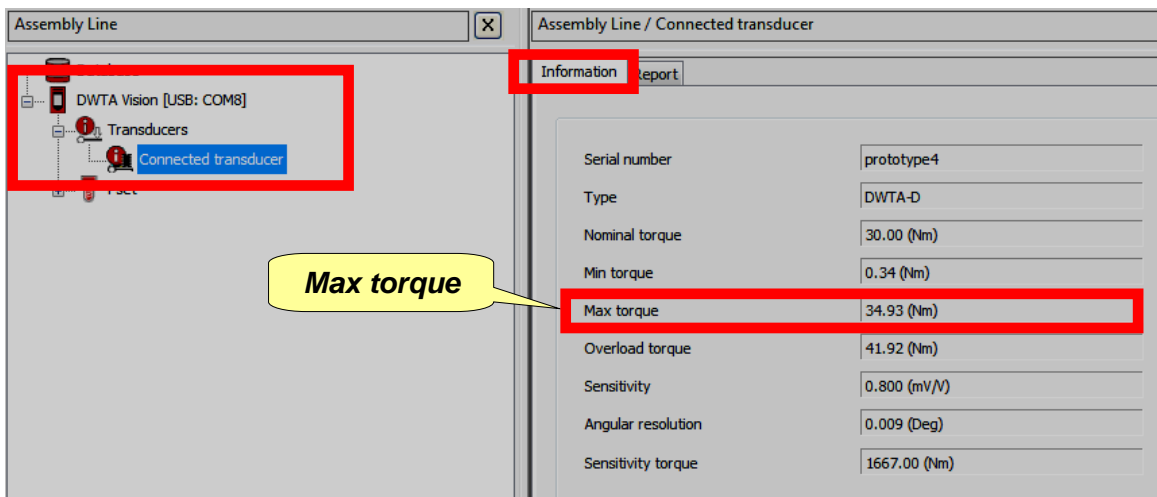 Assembly Line
X
Database
DWTA Vision [USB: COM8]
Transducers
Connected transducer
Pset
Assembly Line / Connected transducer
Information
Report
Serial number prototype4
Type DWTA-D
Nominal torque 30.00 (Nm)
Min torque 0.34 (Nm)
Max torque
Max torque 34.93 (Nm)
Overload torque 41.92 (Nm)
Sensitivity 0.800 (mV/V)
Angular resolution 0.009 (Deg)
Sensitivity torque 1667.00 (Nm)